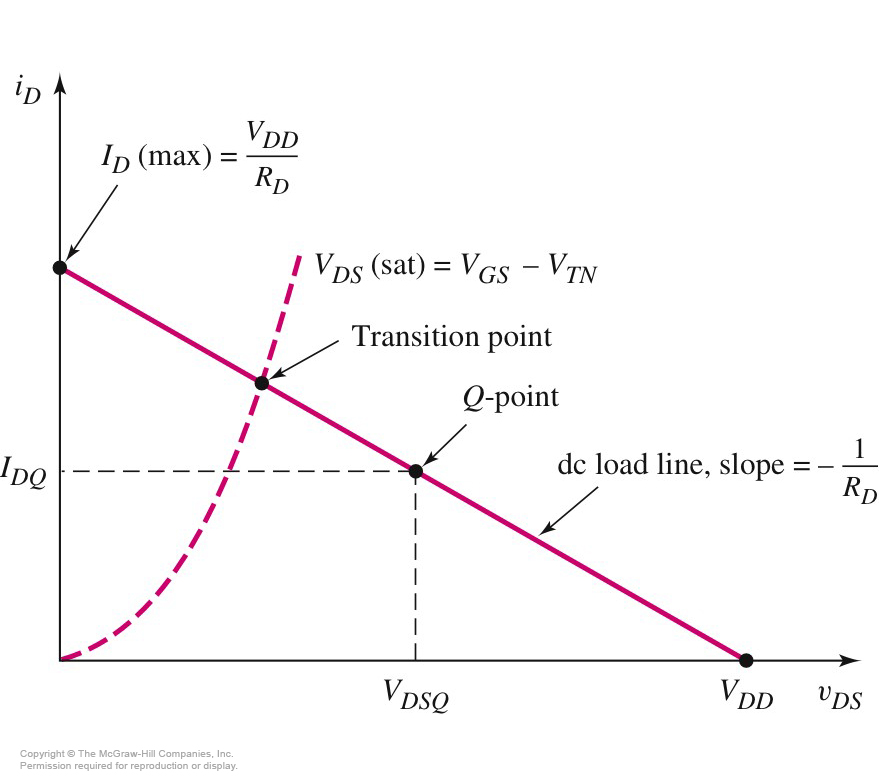 i_D
I_D (max) = V_DD / R_D
V_DS (sat) = V_GS − V_TN
Transition point
Q-point
dc load line, slope = − 1 / R_D
I_DQ
V_DSQ
V_DD
υ_DS
Copyright © The McGraw-Hill Companies, Inc.
Permission required for reproduction or display.